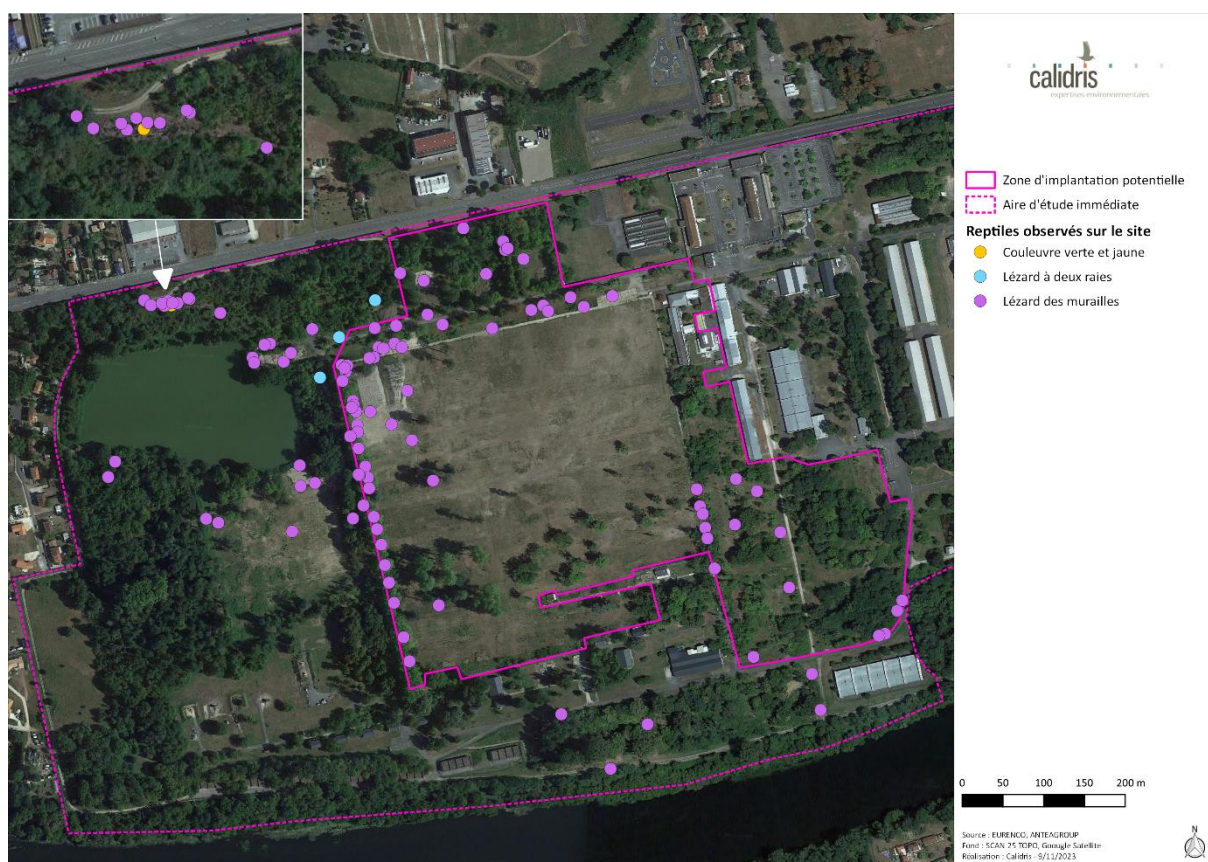 calidris
expertises environnementales
Zone d'implantation potentielle
Aire d'étude immédiate
Reptiles observés sur le site
Couleuvre verte et jaune
Lézard à deux raies
Lézard des murailles
0 50 100 150 200 m
Source : EURENCO, ANTEAGROUP
Fond : SCAN 25 TOPO, Gooogle Satellite
Réalisation : Calidris - 9/11/2023
N